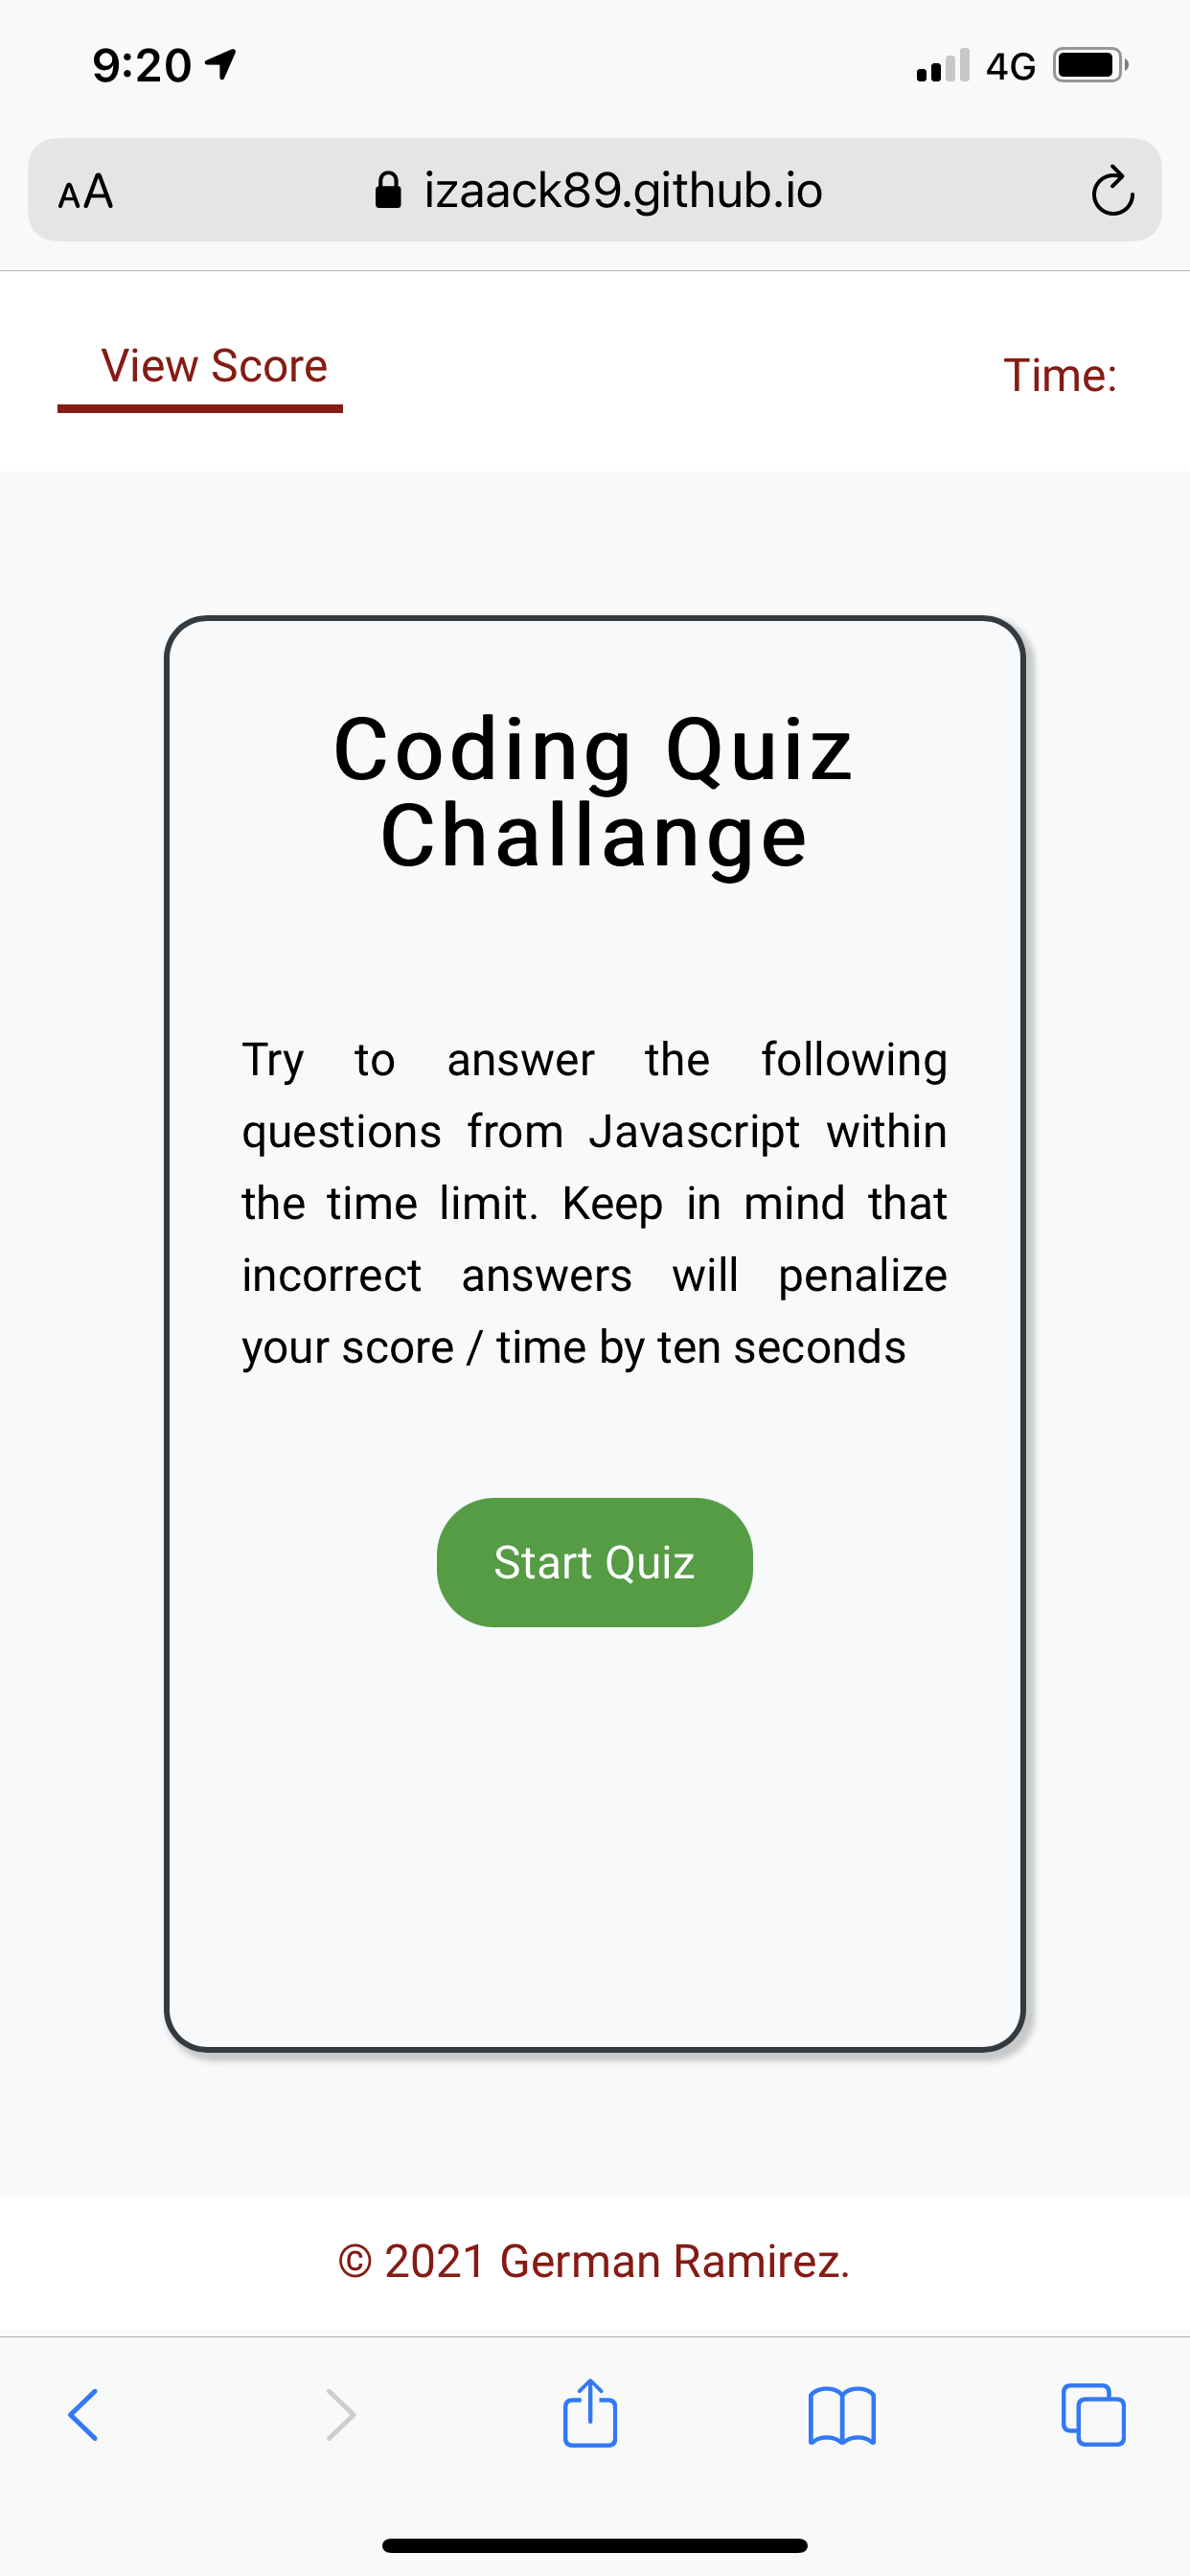 9:20 4G
AA izaack89.github.io
View Score Time:
Coding Quiz
Challange
Try to answer the following
questions from Javascript within
the time limit. Keep in mind that
incorrect answers will penalize
your score / time by ten seconds
Start Quiz
© 2021 German Ramirez.